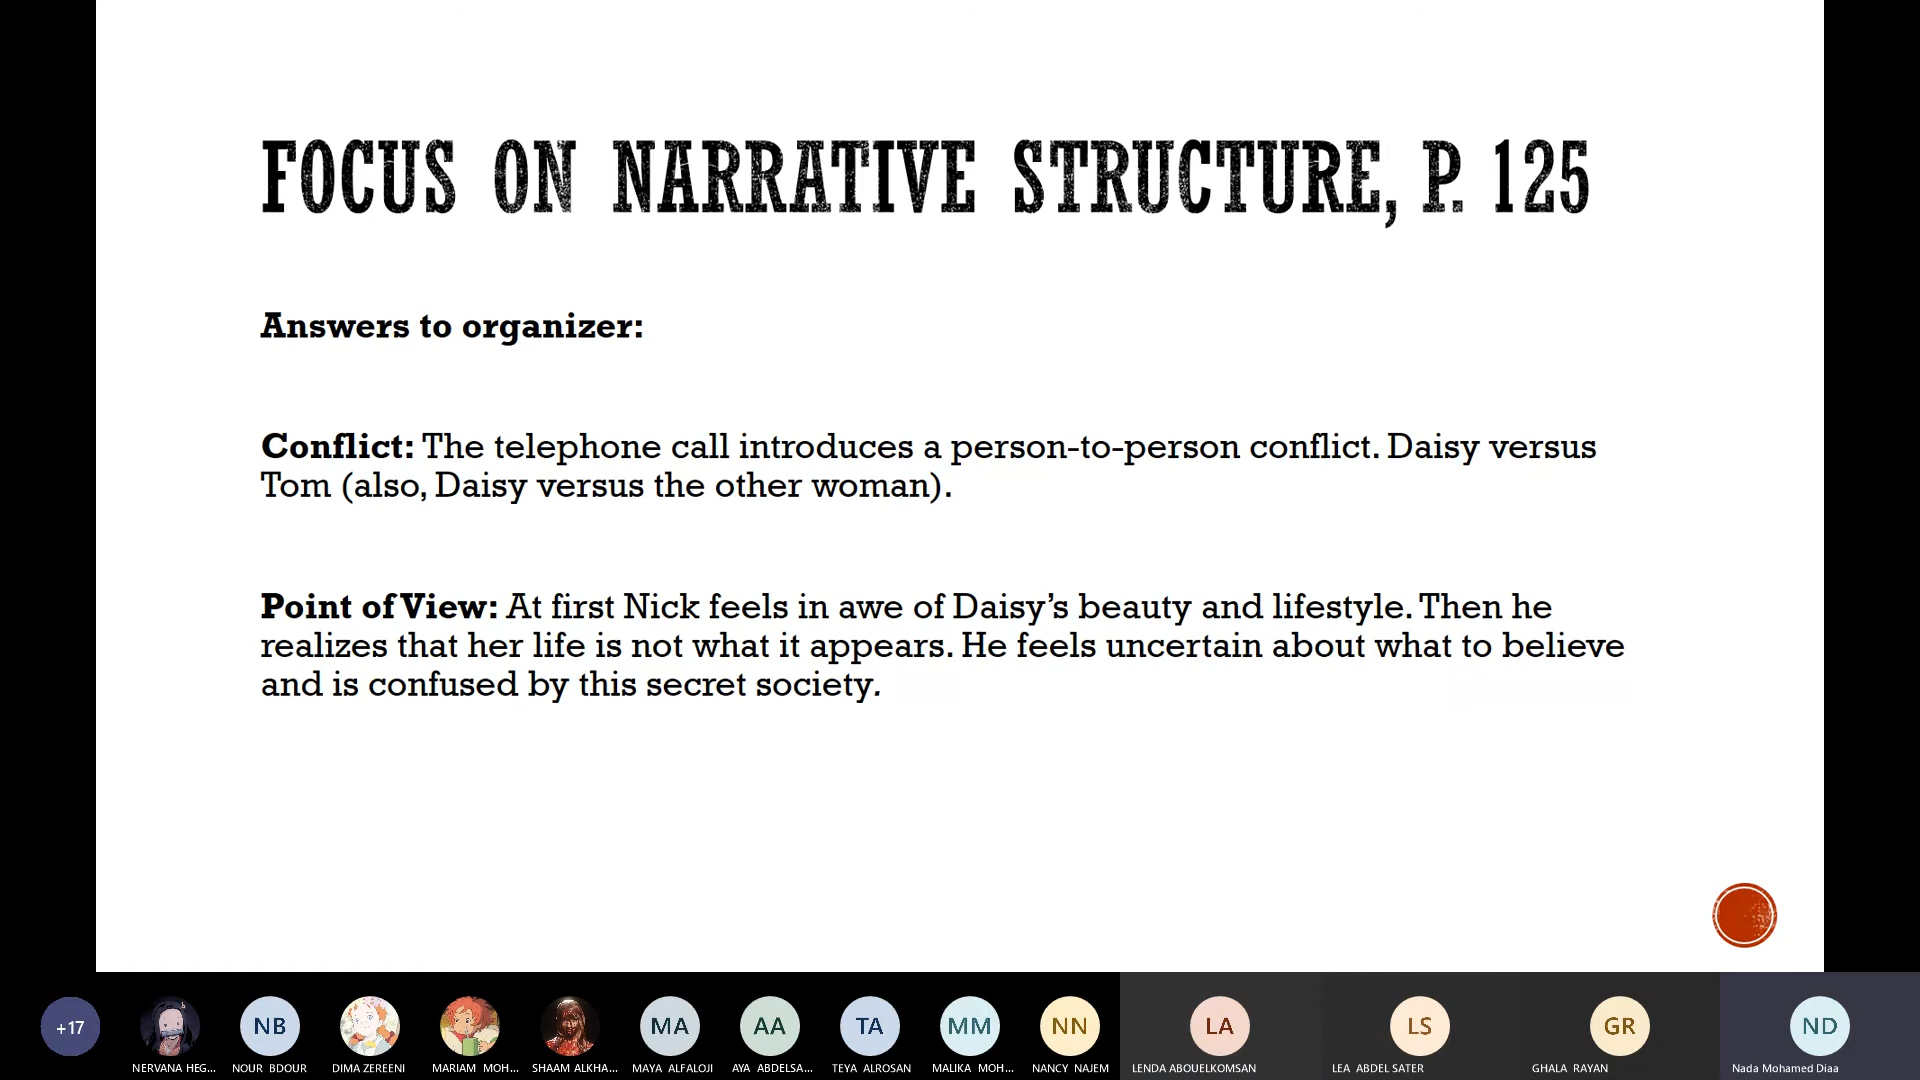 FOCUS ON NARRATIVE STRUCTURE, P. 125
Answers to organizer:
Conflict: The telephone call introduces a person-to-person conflict. Daisy versus
Tom (also, Daisy versus the other woman).
Point of View: At first Nick feels in awe of Daisy’s beauty and lifestyle. Then he
realizes that her life is not what it appears. He feels uncertain about what to believe
and is confused by this secret society.
+17 NB MA AA TA MM NN LA LS GR ND
NERVANA HEG... NOUR BDOUR DIMA ZEREENI MARIAM MOH... SHAAM ALKHA... MAYA ALFALOJI AYA ABDELSA... TEYA ALROSAN MALIKA MOH... NANCY NAJEM LENDA ABOUELKOMSAN LEA ABDEL SATER GHALA RAYAN Nada Mohamed Diaa